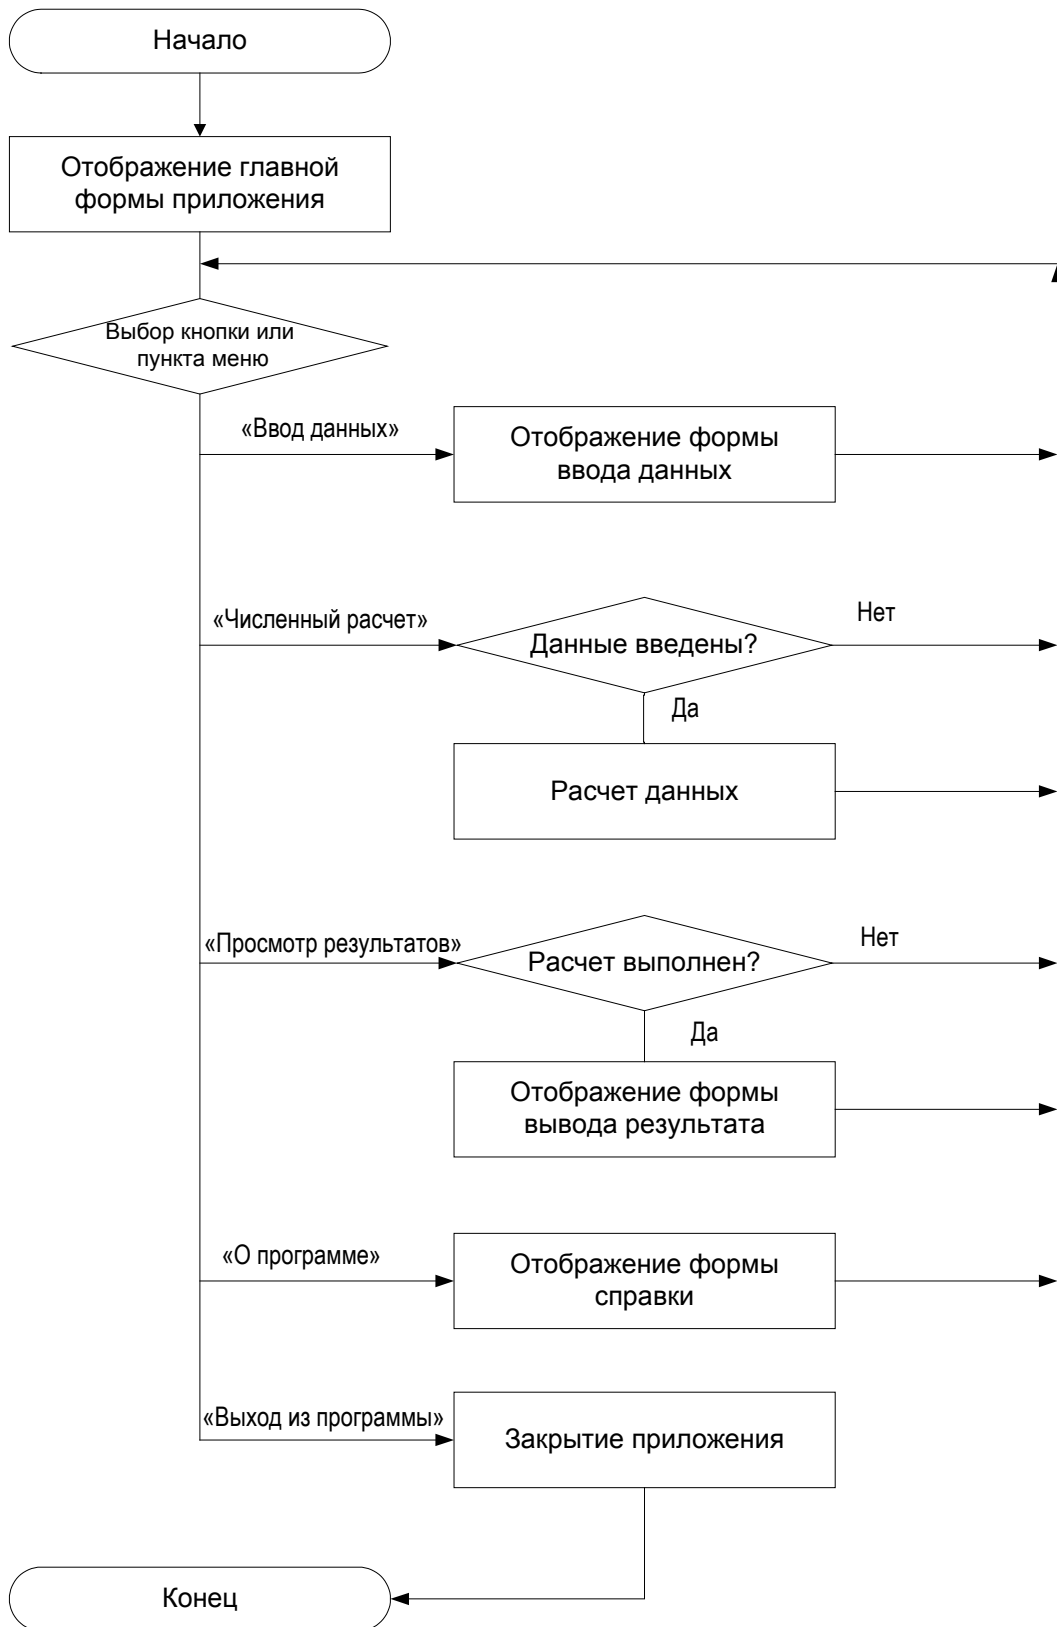 Начало
Отображение главной
формы приложения
Выбор кнопки или
пункта меню
«Ввод данных»
Отображение формы
ввода данных
«Численный расчет»
Данные введены?
Нет
Да
Расчет данных
«Просмотр результатов»
Расчет выполнен?
Нет
Да
Отображение формы
вывода результата
«О программе»
Отображение формы
справки
«Выход из программы»
Закрытие приложения
Конец